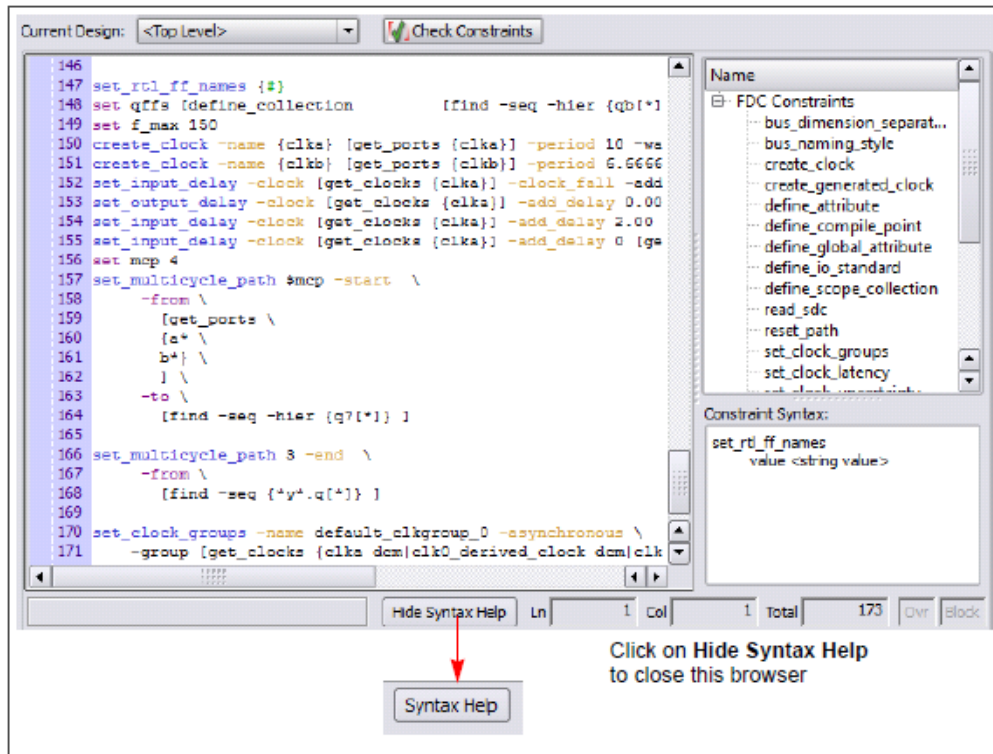 Current Design: <Top Level> Check Constraints
146
147 set_rtl_ff_names {#}
148 set qffs [define_collection [find -seq -hier {qb[*]
149 set f_max 150
150 create_clock -name {clka} [get_ports {clka}] -period 10 -wa
151 create_clock -name {clkb} [get_ports {clkb}] -period 6.6666
152 set_input_delay -clock [get_clocks {clka}] -clock_fall -add
153 set_output_delay -clock [get_clocks {clka}] -add_delay 0.00
154 set_input_delay -clock [get_clocks {clka}] -add_delay 2.00
155 set_input_delay -clock [get_clocks {clka}] -add_delay 0 [ge
156 set mcp 4
157 set_multicycle_path $mcp -start \
158 -from \
159 [get_ports \
160 {a* \
161 b*} \
162 ] \
163 -to \
164 [find -seq -hier {q?[*]} ]
165
166 set_multicycle_path 3 -end \
167 -from \
168 [find -seq {*y*.q[*]} ]
169
170 set_clock_groups -name default_clkgroup_0 -asynchronous \
171 -group [get_clocks {clka dcm|clk0_derived_clock dcm|clk
Name
FDC Constraints
bus_dimension_separat...
bus_naming_style
create_clock
create_generated_clock
define_attribute
define_compile_point
define_global_attribute
define_io_standard
define_scope_collection
read_sdc
reset_path
set_clock_groups
set_clock_latency
set_clock_uncertainty
Constraint Syntax:
set_rtl_ff_names
value <string value>
Hide Syntax Help Ln 1 Col 1 Total 173 Ovr Block
Click on Hide Syntax Help
to close this browser
Syntax Help